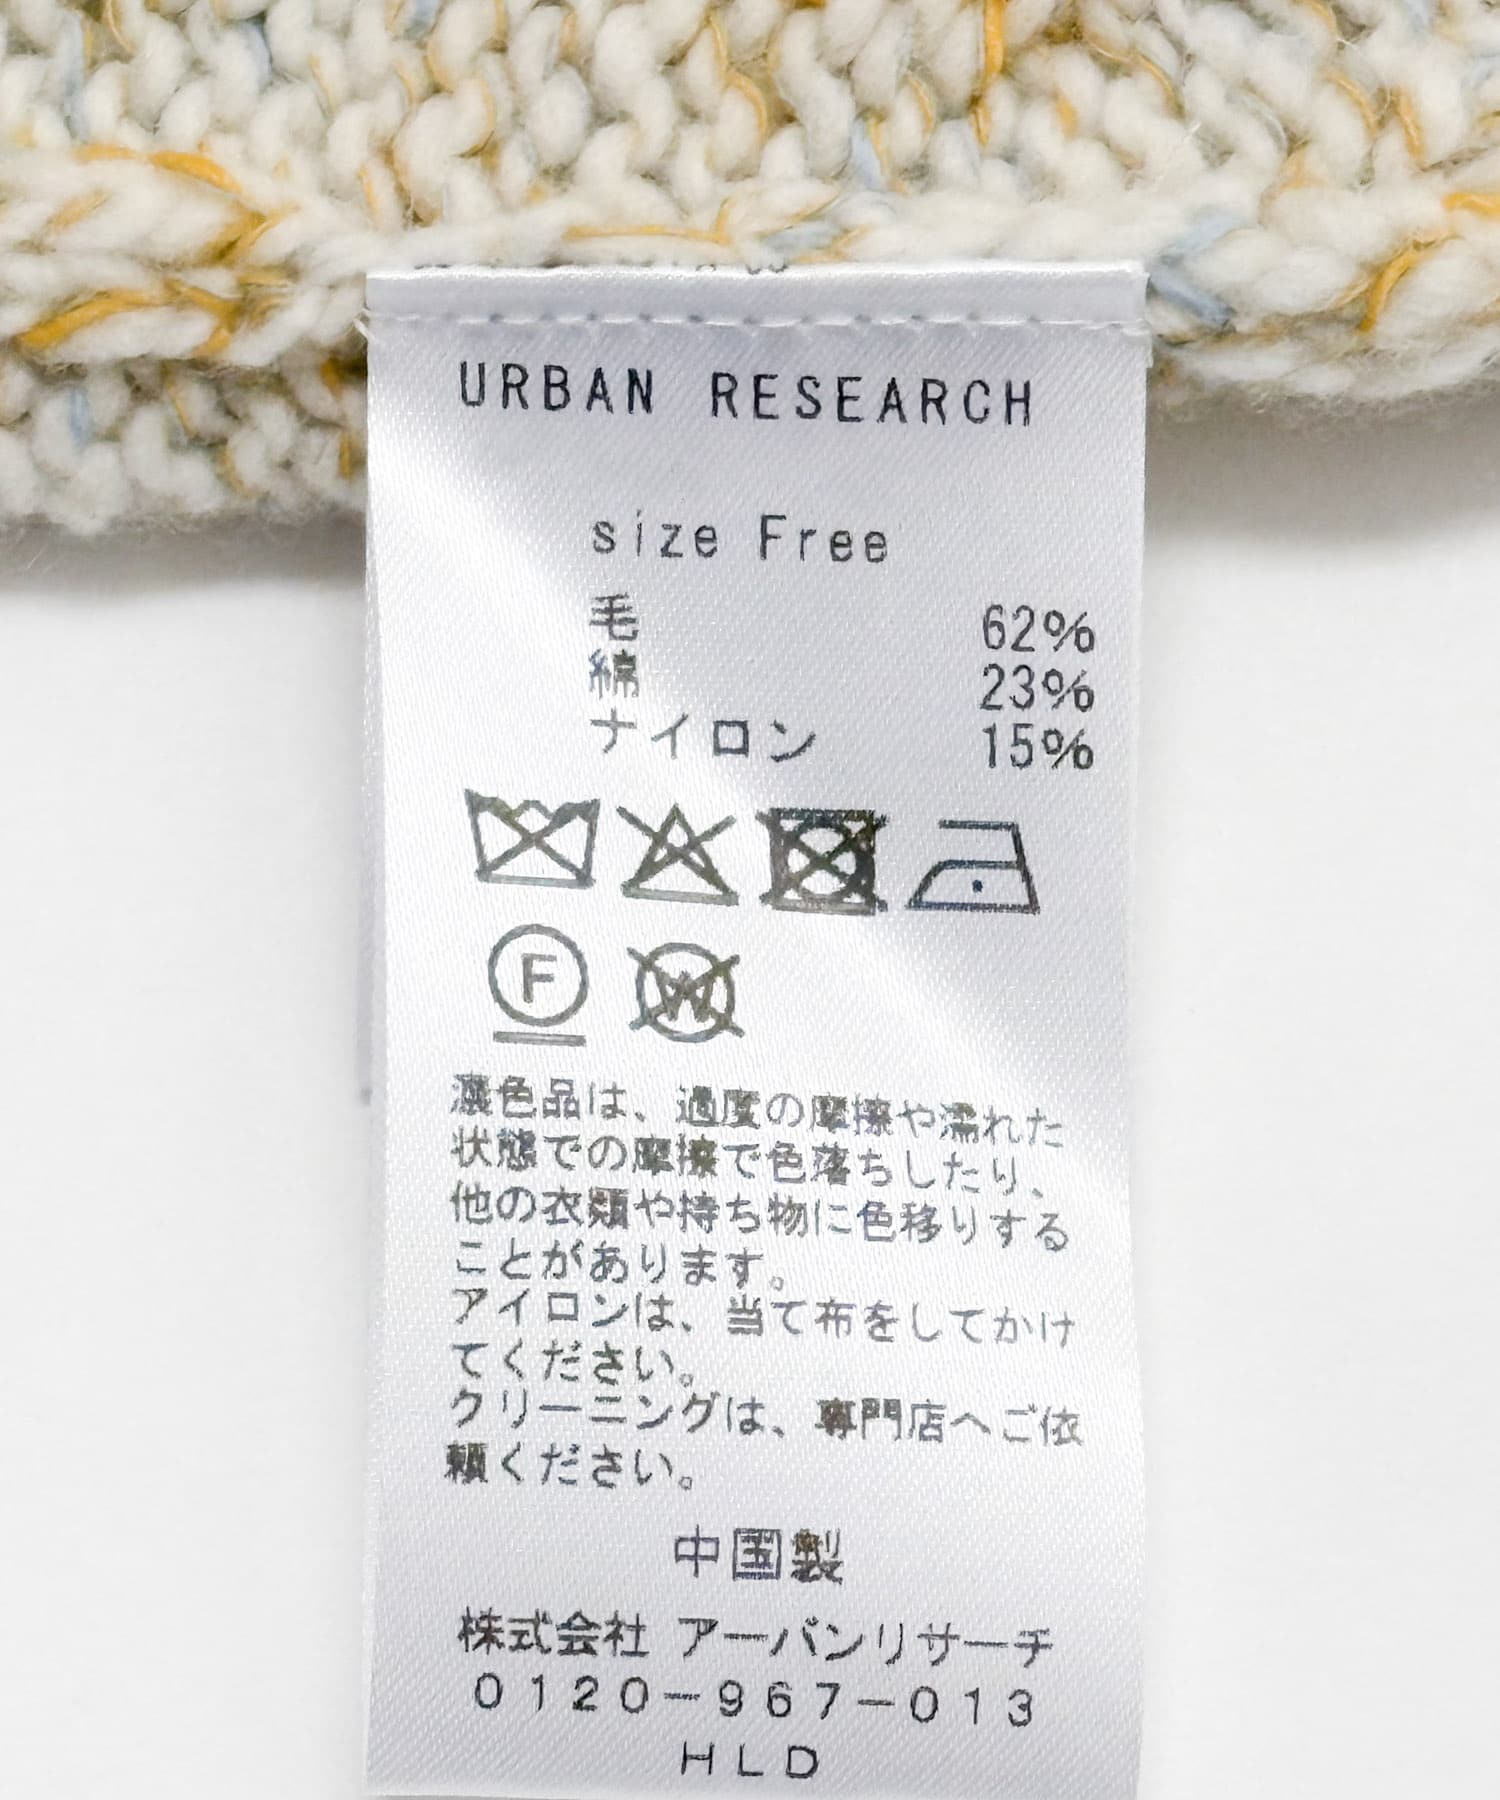 URBAN RESEARCH
size Free
毛 62%
綿 23%
ナイロン 15%
F W
濃色品は、過度の摩擦や濡れた
状態での摩擦で色落ちしたり、
他の衣類や持ち物に色移りする
ことがあります。
アイロンは、当て布をしてかけ
てください。
クリーニングは、専門店へご依
頼ください。
中国製
株式会社 アーバンリサーチ
0120-967-013
HLD